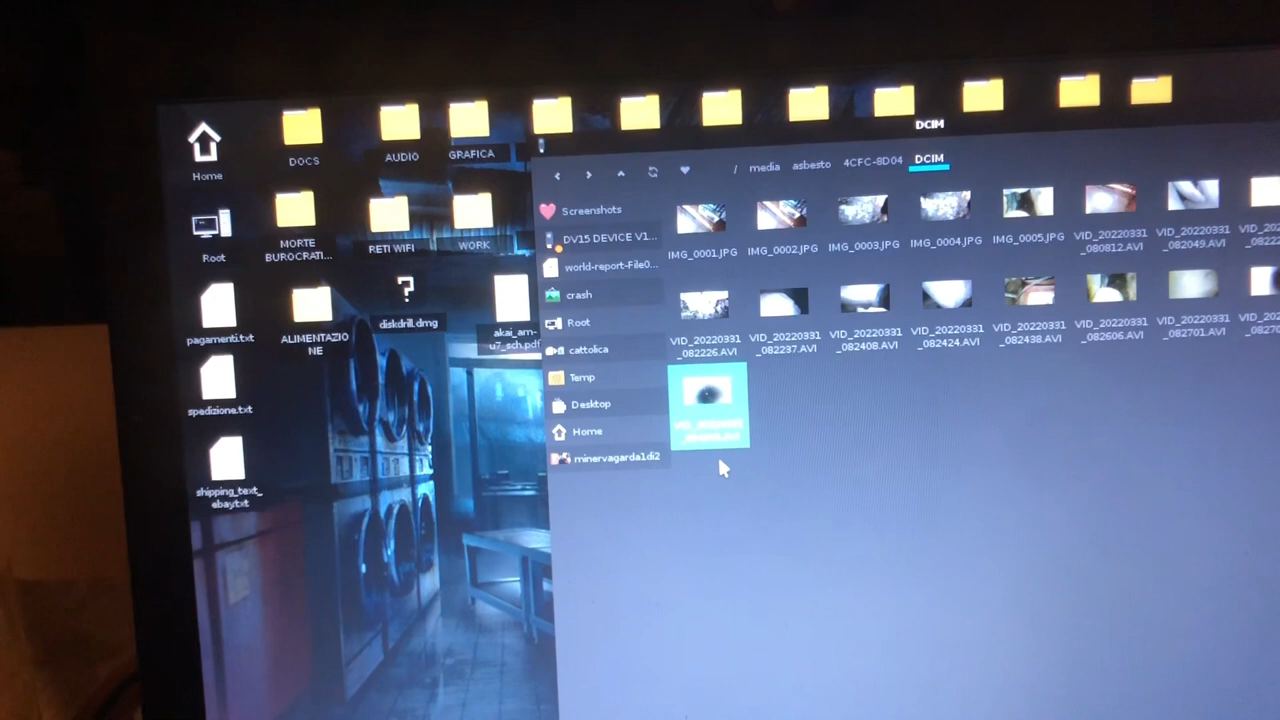 DCIM
/ media asbesto 4CFC-8D04 DCIM
Home
DOCS
AUDIO
GRAFICA
Root
MORTE
BUROCRATI...
RETI WIFI
WORK
pagamenti.txt
ALIMENTAZIO
NE
diskdrill.dmg
akai_am-
u7_sch.pdf
spedizione.txt
shipping_text_
ebay.txt
Screenshots
DV15 DEVICE V1...
world-report-File0...
crash
Root
cattolica
Temp
Desktop
Home
minervagarda1di2
IMG_0001.JPG
IMG_0002.JPG
IMG_0003.JPG
IMG_0004.JPG
IMG_0005.JPG
VID_20220331
_080812.AVI
VID_20220331
_082049.AVI
VID_20220331
_082226.AVI
VID_20220331
_082237.AVI
VID_20220331
_082408.AVI
VID_20220331
_082424.AVI
VID_20220331
_082438.AVI
VID_20220331
_082606.AVI
VID_20220331
_082701.AVI